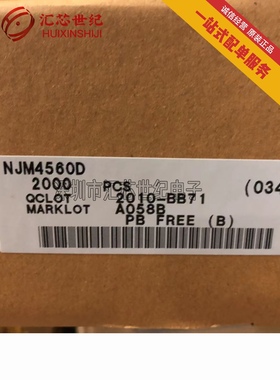 汇芯世纪
HUIXINSHIJI
诚信经营 原装正品
一站式配单服务
NJM4560D
2000 PCS (034
深圳市汇芯世纪电子
QCLOT 2010-BB71
MARKLOT A058B
PB FREE (B)